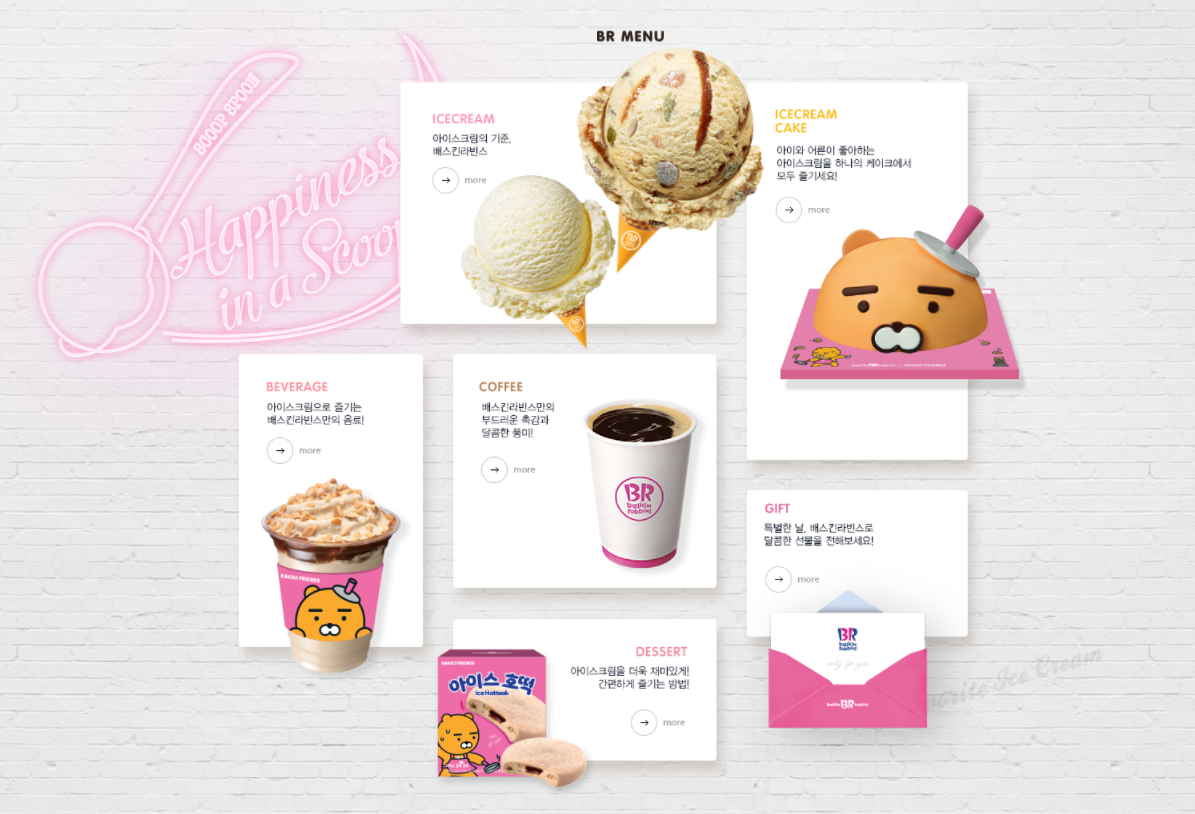 BR MENU
SCOOP SPOON
Happiness
in a Scoop
ICECREAM
아이스크림의 기준,
배스킨라빈스
more
BR
BR
ICECREAM
CAKE
아이와 어른이 좋아하는
아이스크림을 하나의 케이크에서
모두 즐기세요!
more
BEVERAGE
아이스크림으로 즐기는
배스킨라빈스만의 음료!
more
KAKAO FRIENDS
COFFEE
배스킨라빈스만의
부드러운 촉감과
달콤한 풍미!
more
BR
baskin
robbins
GIFT
특별한 날, 배스킨라빈스로
달콤한 선물을 전해보세요!
more
BR
baskin
robbins
only for you
baskin BR robbins
Ice Cream
DESSERT
아이스크림을 더욱 재미있게!
간편하게 즐기는 방법!
more
KAKAO FRIENDS
아이스 호떡
Ice Hotteok